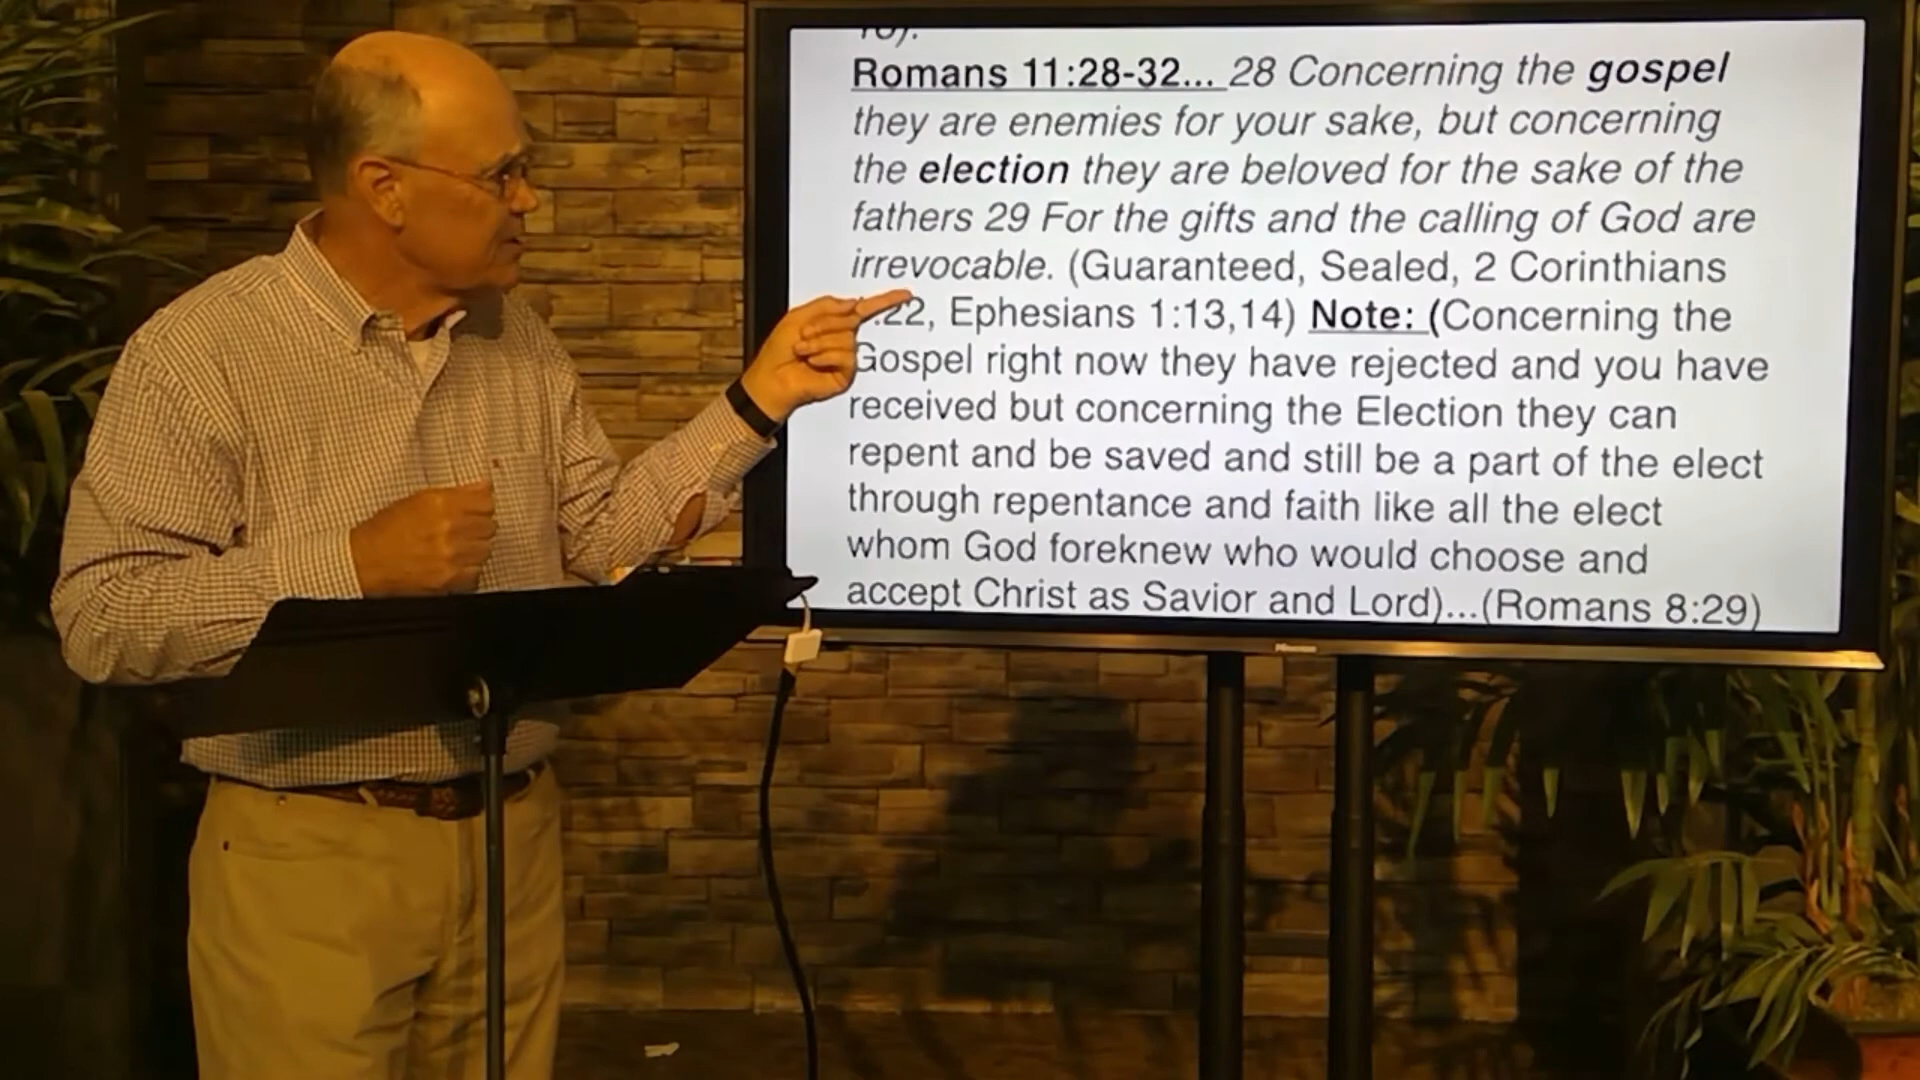 Romans 11:28-32... 28 Concerning the gospel
they are enemies for your sake, but concerning
the election they are beloved for the sake of the
fathers 29 For the gifts and the calling of God are
irrevocable. (Guaranteed, Sealed, 2 Corinthians
:22, Ephesians 1:13,14) Note: (Concerning the
Gospel right now they have rejected and you have
received but concerning the Election they can
repent and be saved and still be a part of the elect
through repentance and faith like all the elect
whom God foreknew who would choose and
accept Christ as Savior and Lord)...(Romans 8:29)